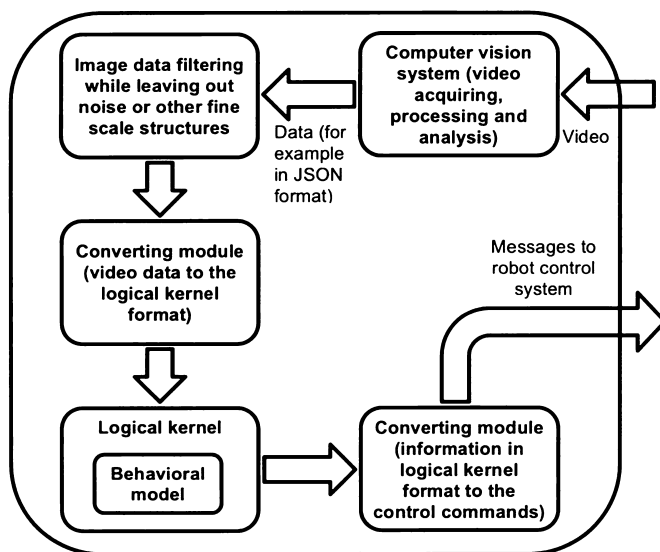 Image data filtering
while leaving out
noise or other fine
scale structures
Computer vision
system (video
acquiring,
processing and
analysis)
Video
Data (for
example
in JSON
format)
Converting module
(video data to the
logical kernel
format)
Messages to
robot control
system
Logical kernel
Behavioral
model
Converting module
(information in
logical kernel
format to the
control commands)